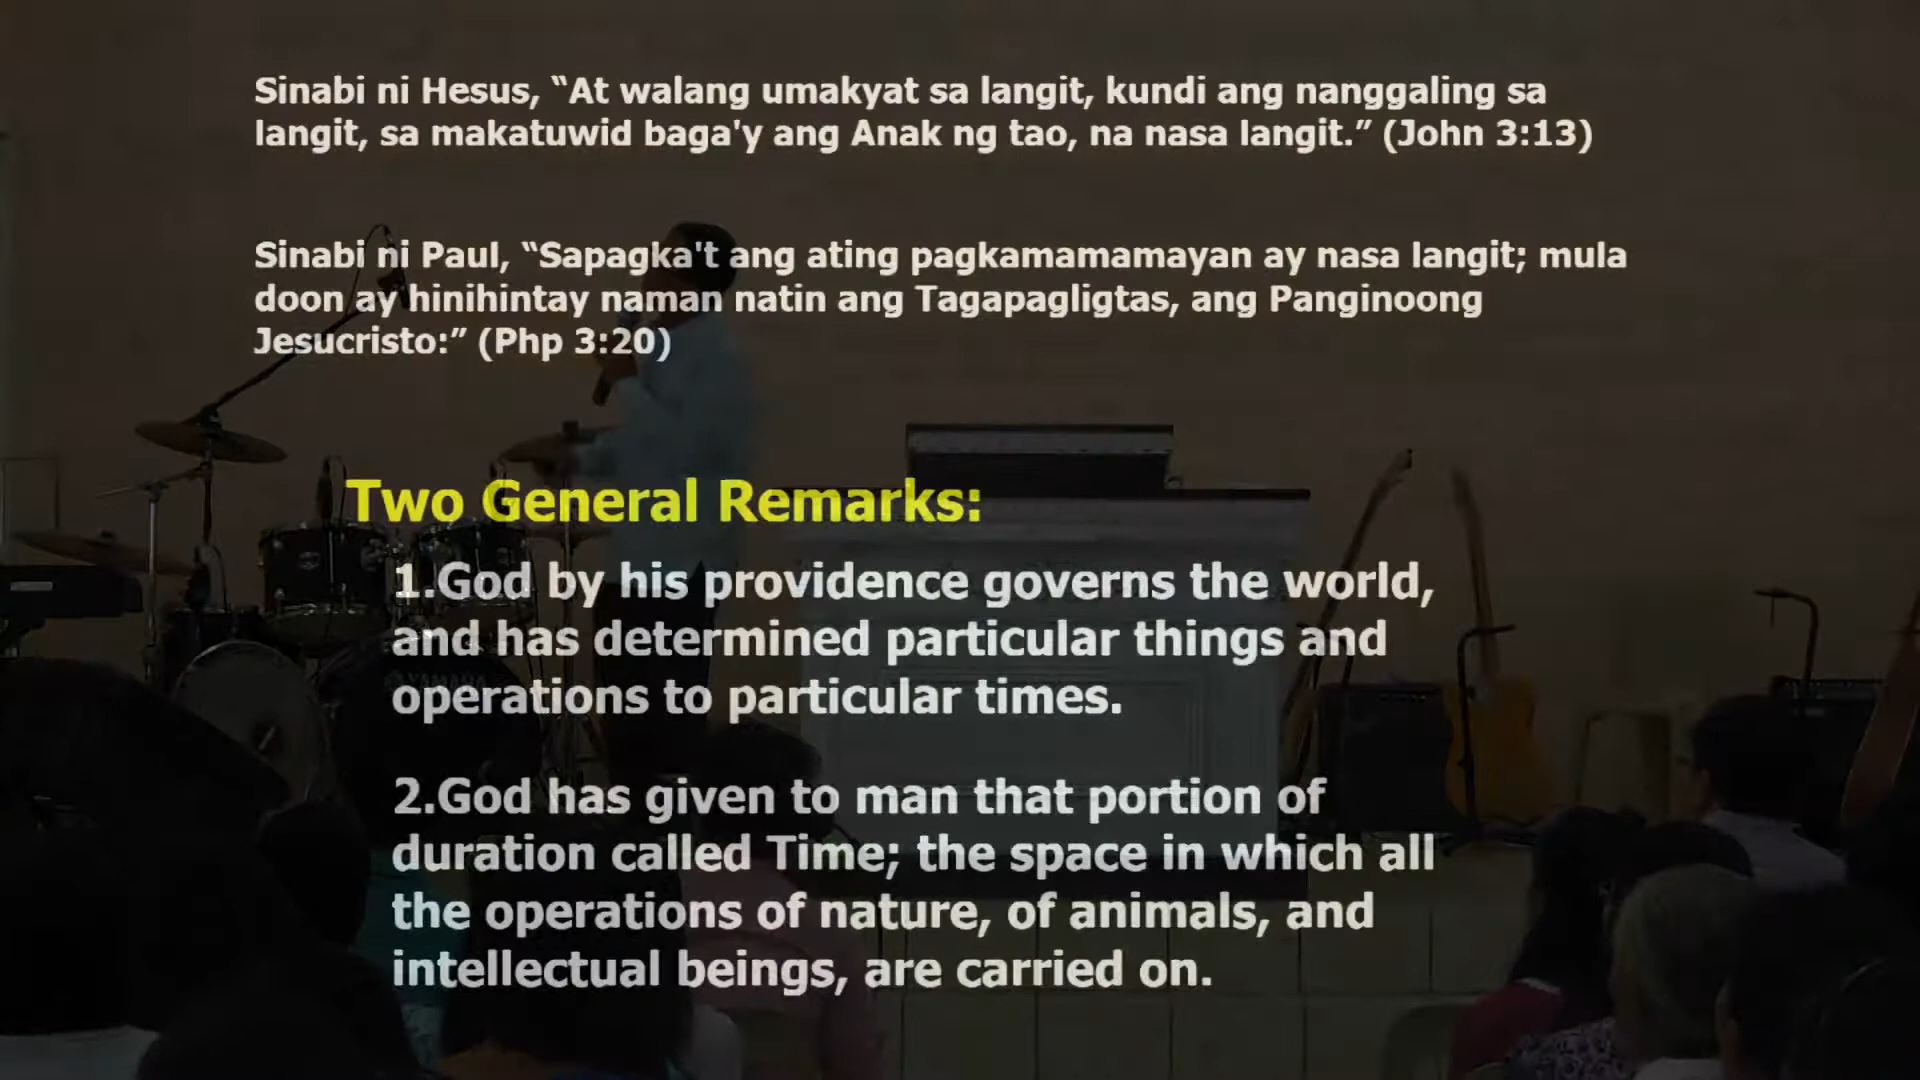 Sinabi ni Hesus, “At walang umakyat sa langit, kundi ang nanggaling sa
langit, sa makatuwid baga'y ang Anak ng tao, na nasa langit.” (John 3:13)
Sinabi ni Paul, “Sapagka't ang ating pagkamamamayan ay nasa langit; mula
doon ay hinihintay naman natin ang Tagapagligtas, ang Panginoong
Jesucristo:” (Php 3:20)
Two General Remarks:
1.God by his providence governs the world,
and has determined particular things and
operations to particular times.
2.God has given to man that portion of
duration called Time; the space in which all
the operations of nature, of animals, and
intellectual beings, are carried on.
YAMAHA